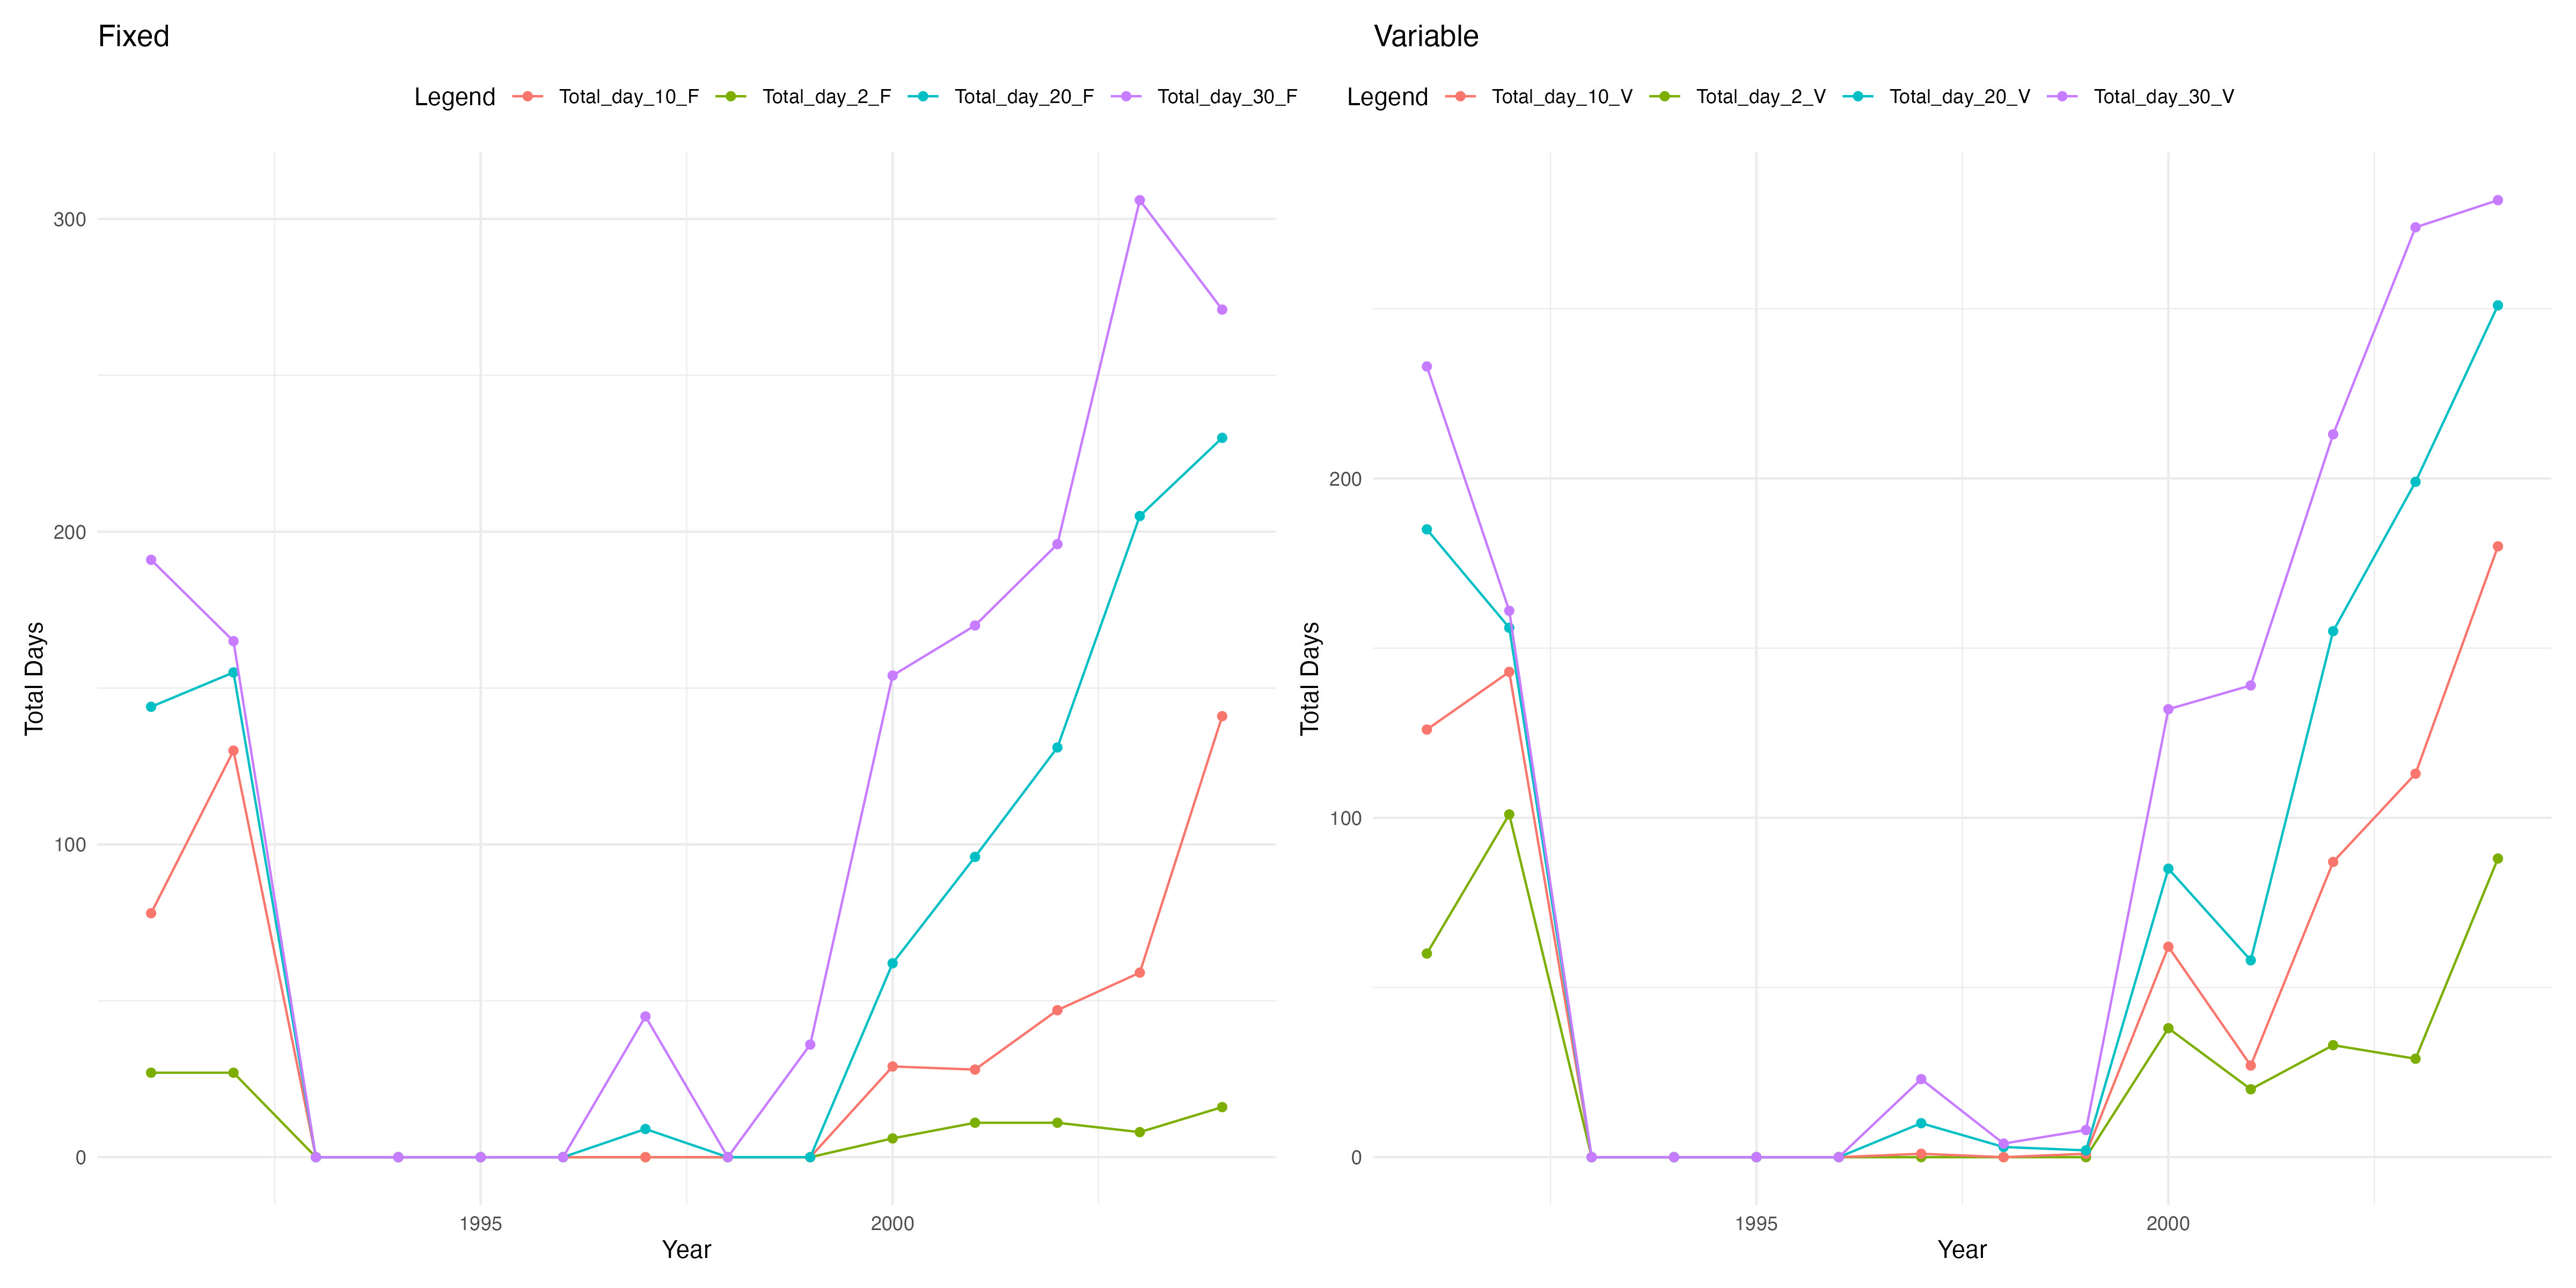 Fixed
Legend Total_day_10_F Total_day_2_F Total_day_20_F Total_day_30_F
300
200
100
0
Total Days
1995 2000
Year
Variable
Legend Total_day_10_V Total_day_2_V Total_day_20_V Total_day_30_V
200
100
0
Total Days
1995 2000
Year